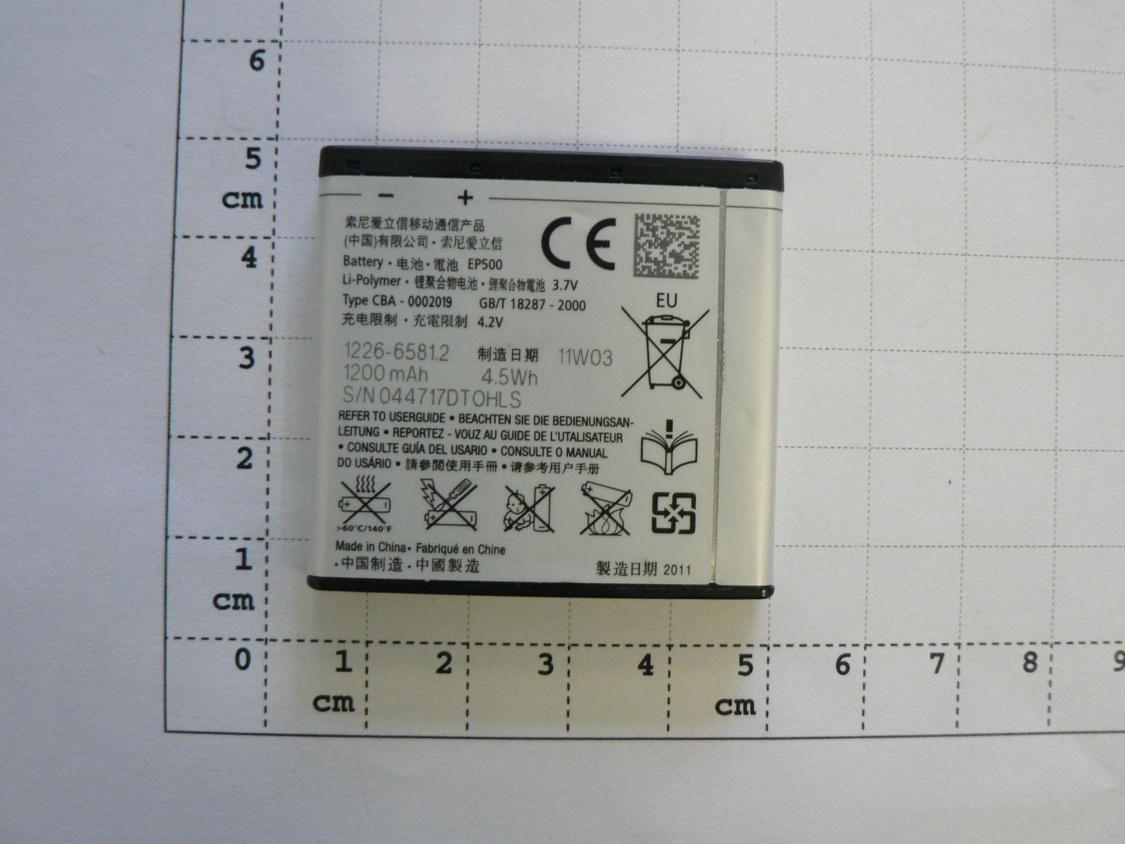 6
5
cm
4
3
2
1
cm
0
1
cm
2
3
4
5
cm
6
7
8
9
− +
索尼爱立信移动通信产品
(中国)有限公司·索尼爱立信
Battery · 电池 · 電池 EP500
Li-Polymer · 锂聚合物电池 · 鋰聚合物電池 3.7V
Type CBA - 0002019 GB/T 18287 - 2000
充电限制 · 充電限制 4.2V
CE
EU
1226-6581.2 制造日期 11W03
1200 mAh 4.5Wh
S/N 044717DTOHLS
REFER TO USERGUIDE • BEACHTEN SIE DIE BEDIENUNGSAN-
LEITUNG • REPORTEZ - VOUZ AU GUIDE DE L'UTALISATEUR
• CONSULTE GUÍA DEL USARIO • CONSULTE O MANUAL
DO USÁRIO • 請參閱使用手冊 • 请参考用户手册
>60°C/140°F
Made in China · Fabriqué en Chine
· 中国制造 · 中國製造
製造日期 2011